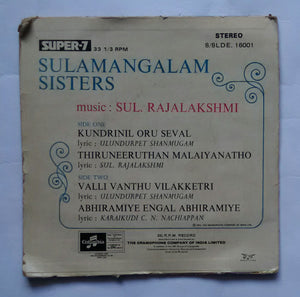 SUPER-7 33 1/3 RPM
STEREO
S/9LDE. 16001
SULAMANGALAM
SISTERS
music : SUL. RAJALAKSHMI
SIDE ONE
KUNDRINIL ORU SEVAL
lyric : ULUNDURPET SHANMUGAM
THIRUNEERUTHAN MALAIYANATHO
lyric : SUL. RAJALAKSHMI
SIDE TWO
VALLI VANTHU VILAKKETRI
lyric : ULUNDURPET SHANMUGAM
ABHIRAMIYE ENGAL ABHIRAMIYE
lyric : KARAIKUDI C. N. NACHIAPPAN
Columbia
THE GRAMOPHONE COMPANY OF INDIA LIMITED